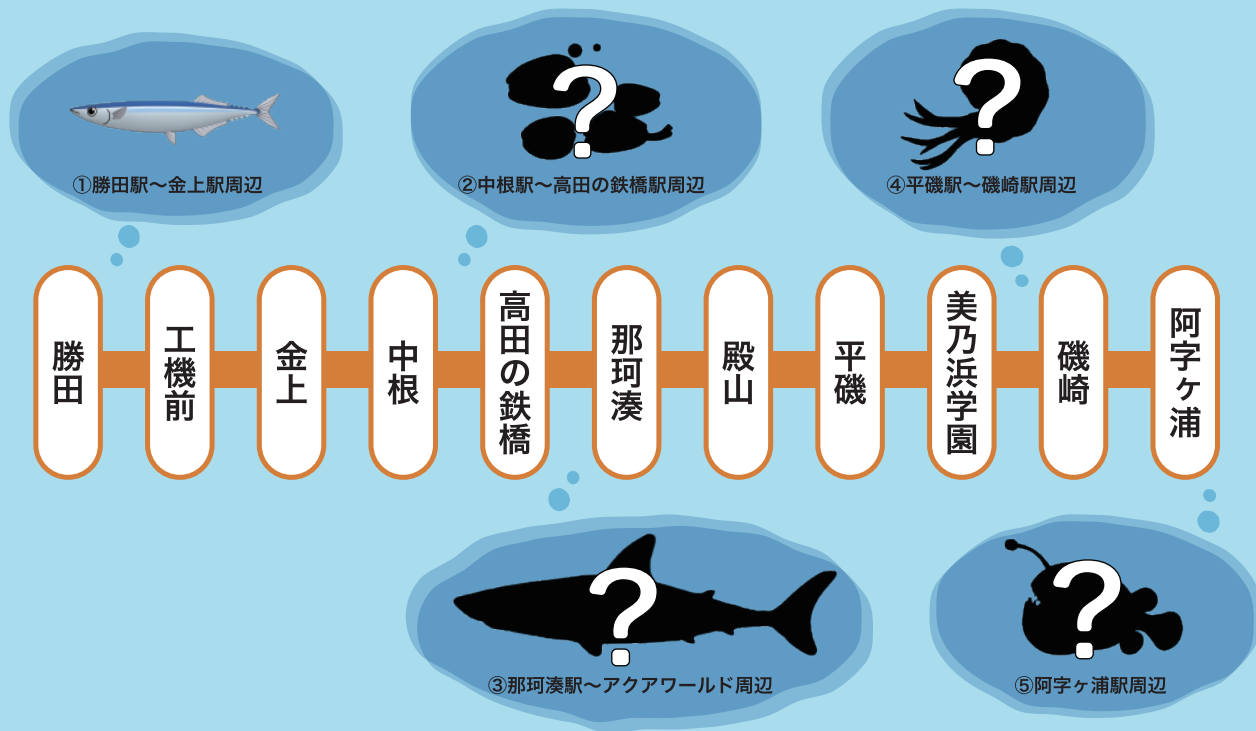 ?
?
①勝田駅〜金上駅周辺
②中根駅〜高田の鉄橋駅周辺
④平磯駅〜磯崎駅周辺
勝田
工機前
金上
中根
高田の鉄橋
那珂湊
殿山
平磯
美乃浜学園
磯崎
阿字ヶ浦
?
?
③那珂湊駅〜アクアワールド周辺
⑤阿字ヶ浦駅周辺